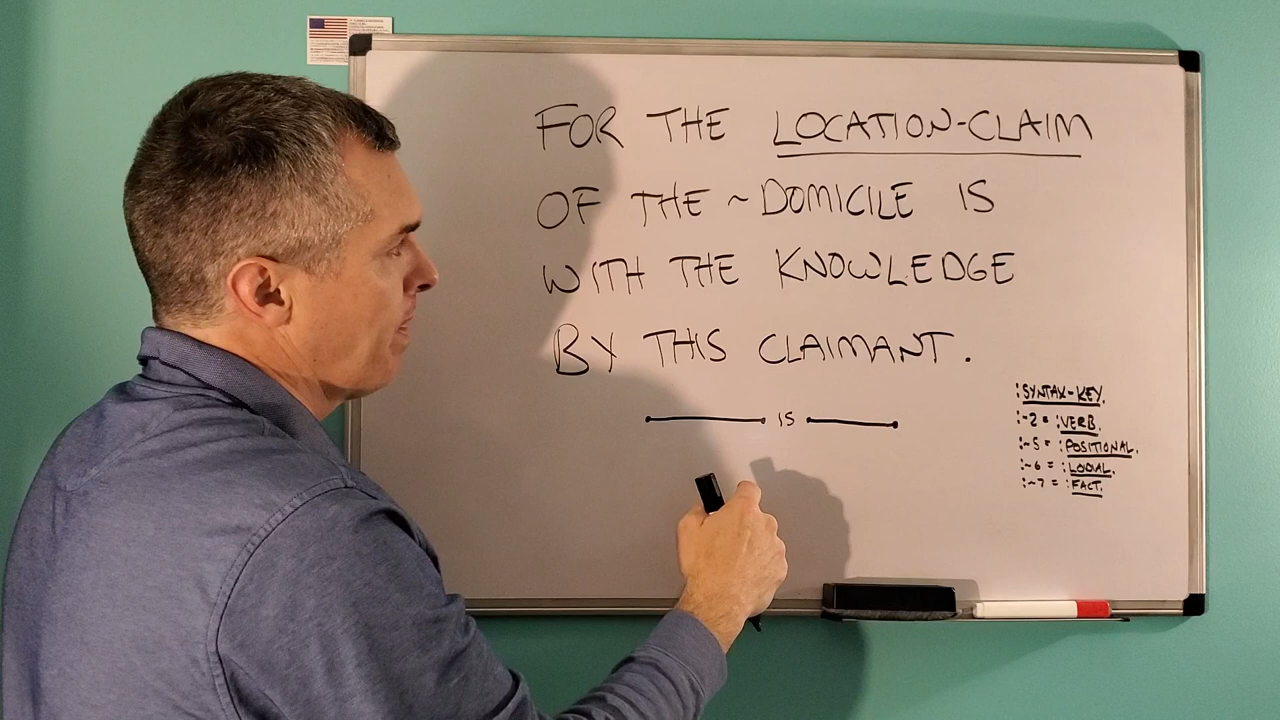 FOR THE LOCATION-CLAIM
OF THE ~DOMICILE IS
WITH THE KNOWLEDGE
BY THIS CLAIMANT.
IS
:SYNTAX-KEY.
:~2 = :VERB.
:~5 = :POSITIONAL.
:~6 = :LODIAL.
:~7 = :FACT.